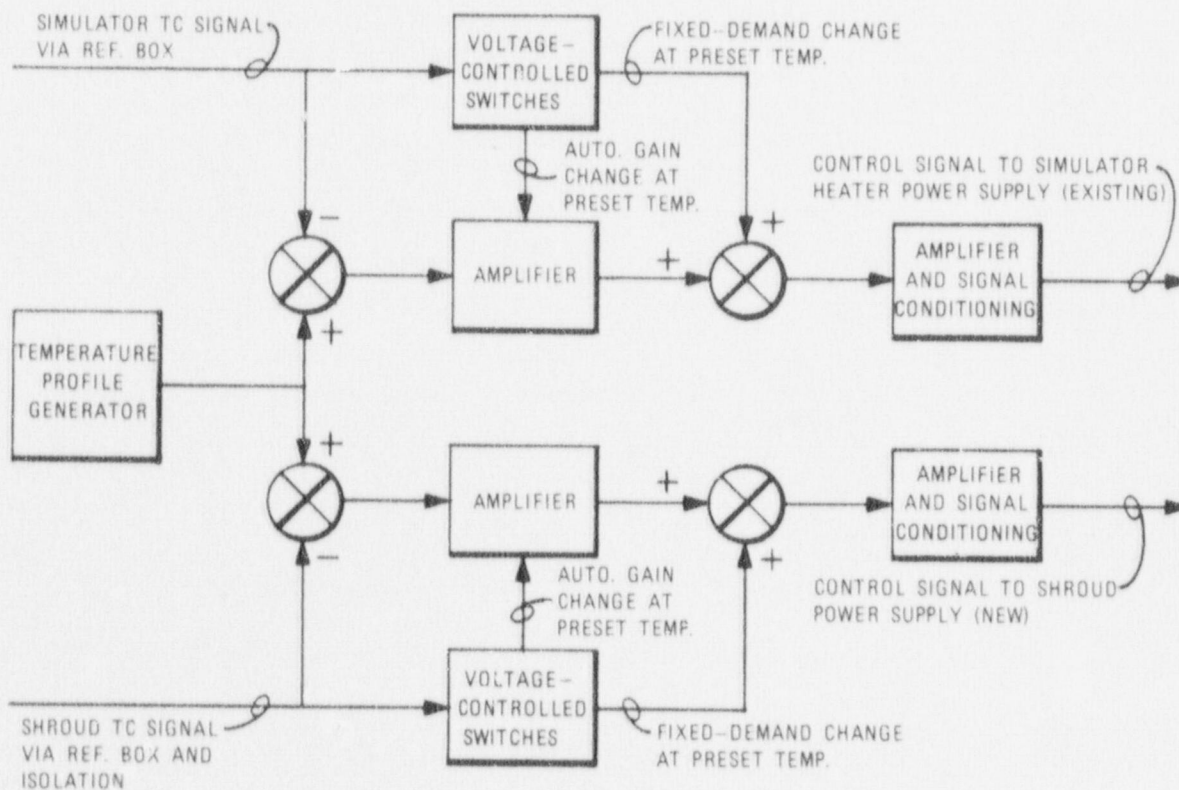 SIMULATOR TC SIGNAL
VIA REF. BOX
VOLTAGE-
CONTROLLED
SWITCHES
FIXED-DEMAND CHANGE
AT PRESET TEMP.
AUTO. GAIN
CHANGE AT
PRESET TEMP.
CONTROL SIGNAL TO SIMULATOR
HEATER POWER SUPPLY (EXISTING)
-
+
AMPLIFIER
+
AMPLIFIER
AND SIGNAL
CONDITIONING
+
TEMPERATURE
PROFILE
GENERATOR
+
AMPLIFIER
+
AMPLIFIER
AND SIGNAL
CONDITIONING
-
+
AUTO. GAIN
CHANGE AT
PRESET TEMP.
CONTROL SIGNAL TO SHROUD
POWER SUPPLY (NEW)
VOLTAGE-
CONTROLLED
SWITCHES
SHROUD TC SIGNAL
VIA REF. BOX AND
ISOLATION
FIXED-DEMAND CHANGE
AT PRESET TEMP.